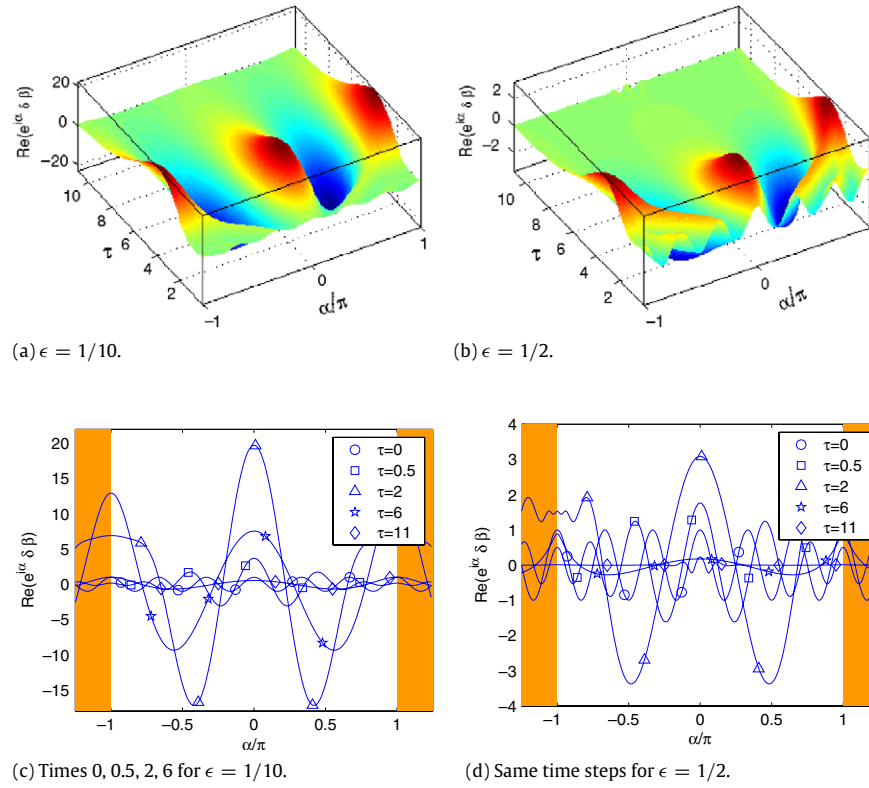 20
0
−20
Re(e^{iα} δ β)
10
8
6
4
2
τ
−1
0
1
α/π
(a) ϵ = 1/10.
2
0
−2
Re(e^{iα} δ β)
10
8
6
4
2
τ
−1
0
1
α/π
(b) ϵ = 1/2.
20
15
10
5
0
−5
−10
−15
Re(e^{iα} δ β)
τ=0
τ=0.5
τ=2
τ=6
τ=11
−1
−0.5
0
0.5
1
α/π
(c) Times 0, 0.5, 2, 6 for ϵ = 1/10.
4
3
2
1
0
−1
−2
−3
−4
Re(e^{iα} δ β)
τ=0
τ=0.5
τ=2
τ=6
τ=11
−1
−0.5
0
0.5
1
α/π
(d) Same time steps for ϵ = 1/2.